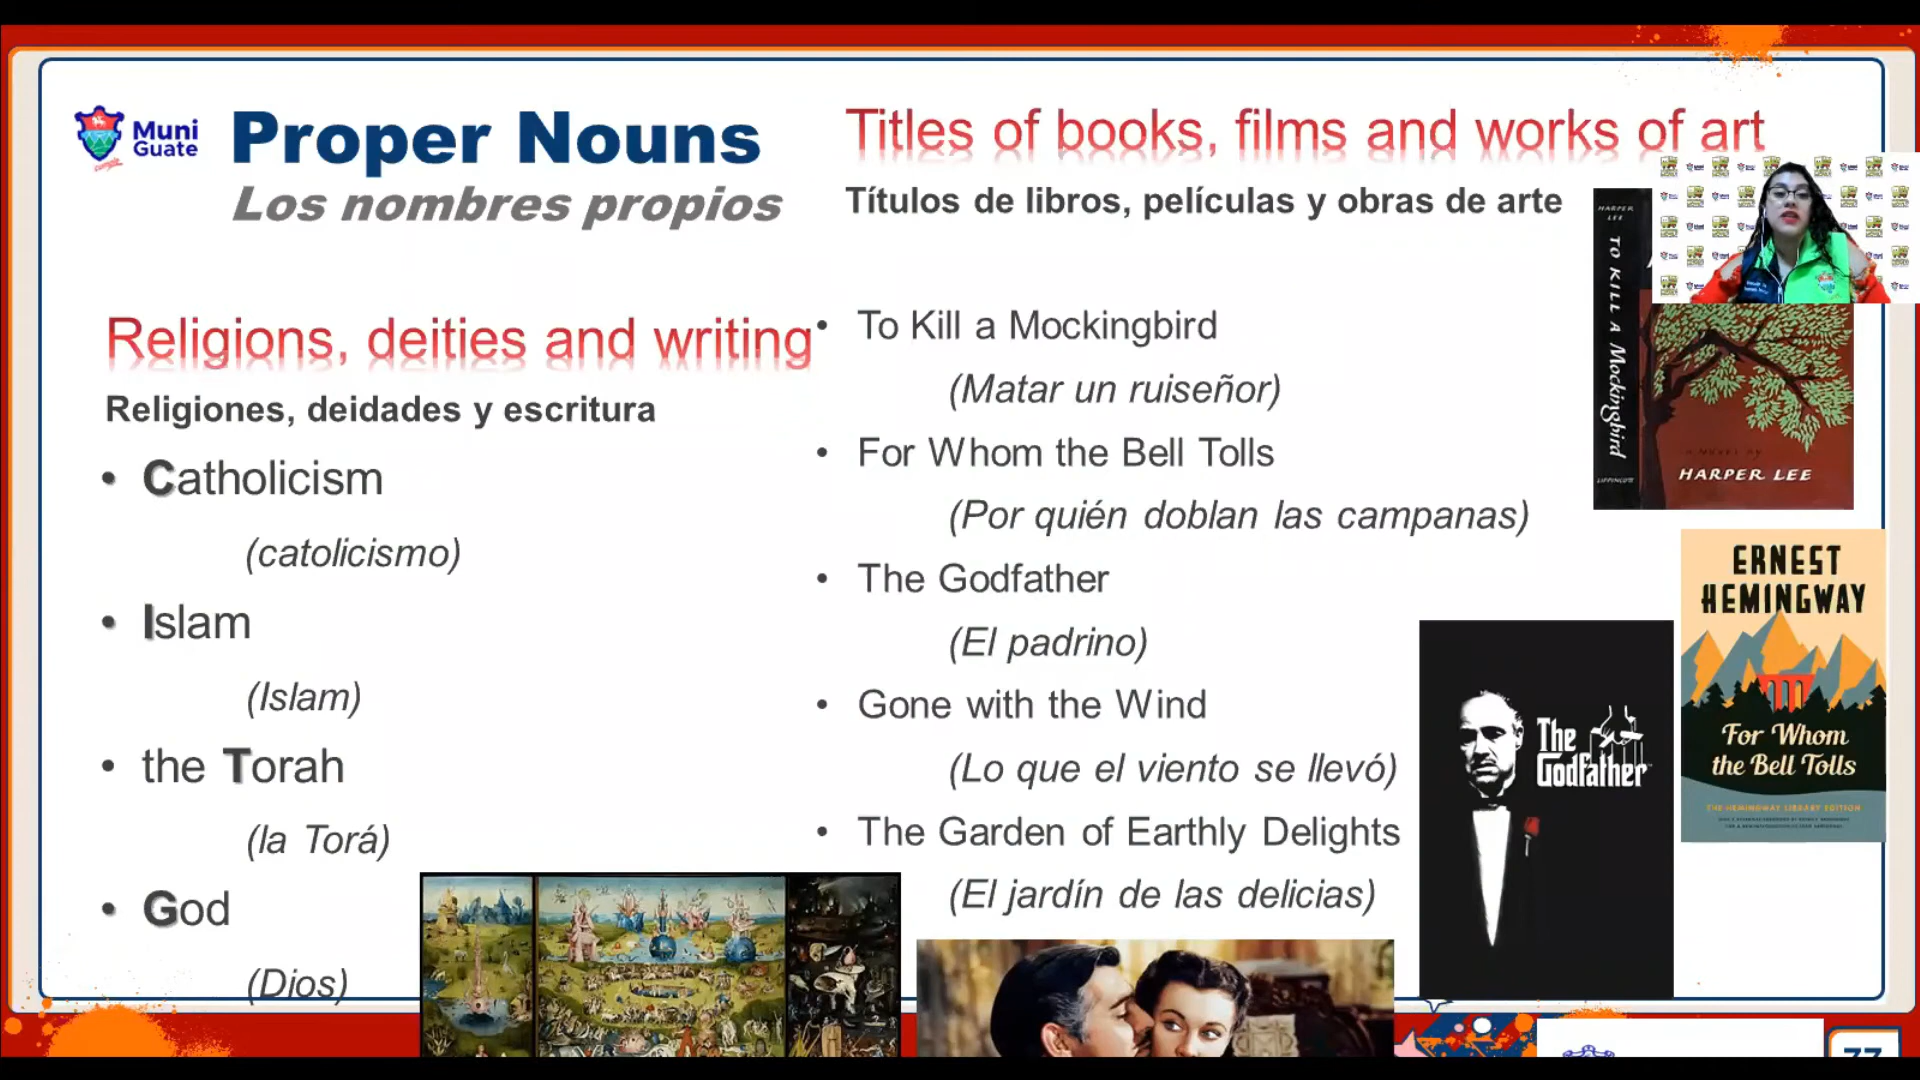 Muni
Guate
Proper Nouns
Los nombres propios
Religions, deities and writing
Religiones, deidades y escritura
• Catholicism
(catolicismo)
• Islam
(Islam)
• the Torah
(la Torá)
• God
(Dios)
Titles of books, films and works of art
Títulos de libros, películas y obras de arte
• To Kill a Mockingbird
(Matar un ruiseñor)
• For Whom the Bell Tolls
(Por quién doblan las campanas)
• The Godfather
(El padrino)
• Gone with the Wind
(Lo que el viento se llevó)
• The Garden of Earthly Delights
(El jardín de las delicias)
HARPER
LEE
TO KILL A Mockingbird
LIPPINCOTT
A NOVEL BY
HARPER LEE
ERNEST
HEMINGWAY
For Whom
the Bell Tolls
THE HEMINGWAY LIBRARY EDITION
The
Godfather